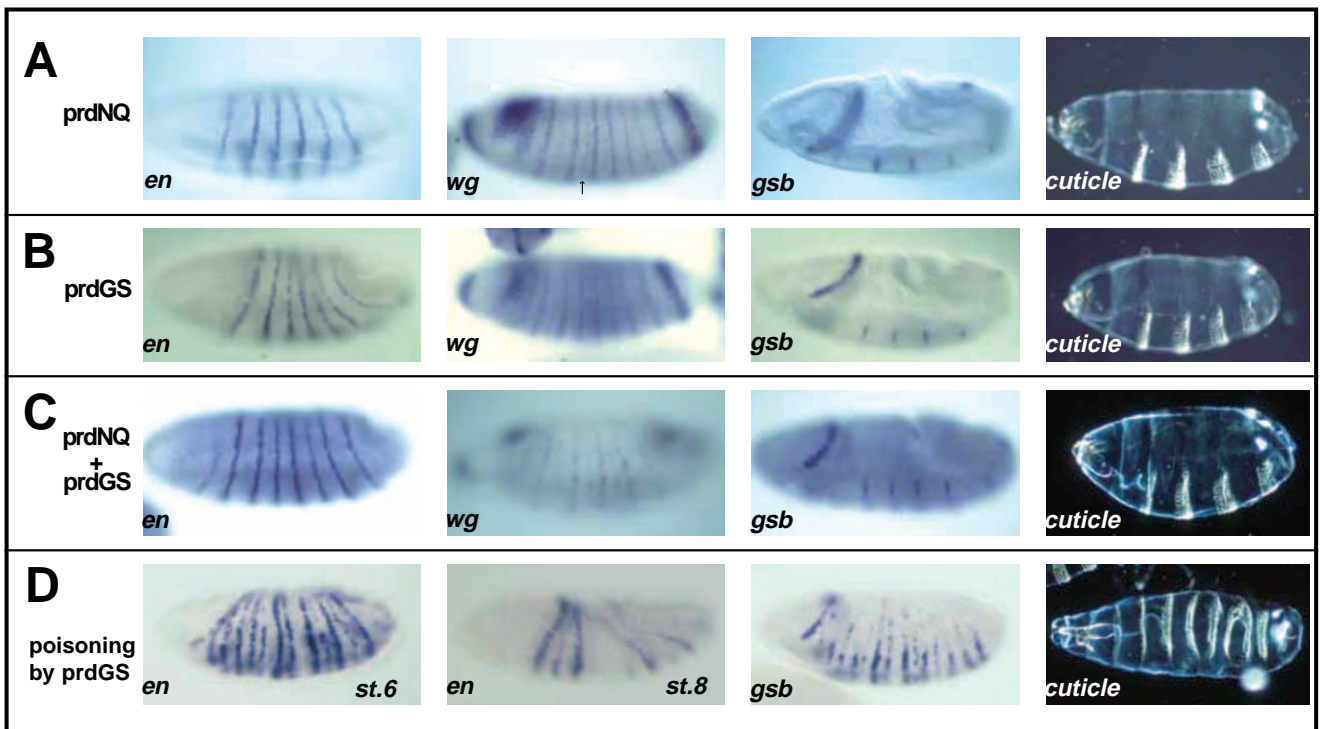 A
prdNQ
en
wg
↑
gsb
cuticle
B
prdGS
en
wg
gsb
cuticle
C
prdNQ
+
prdGS
en
wg
gsb
cuticle
D
poisoning
by prdGS
en
st.6
en
st.8
gsb
cuticle